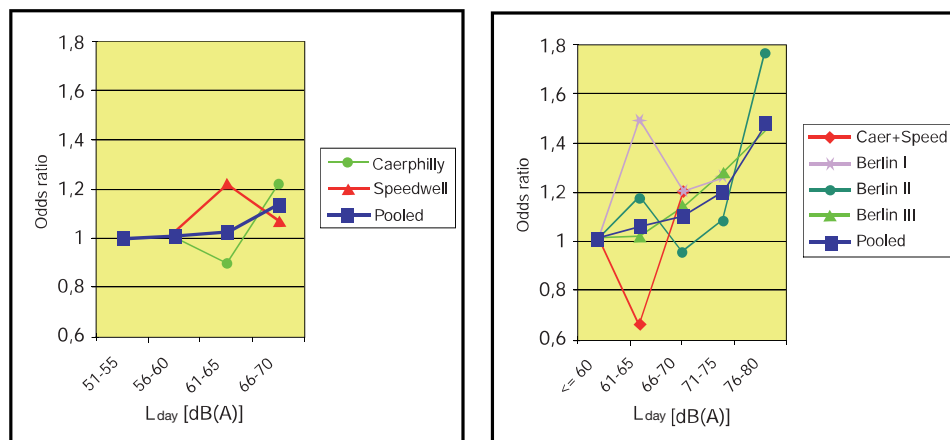 1,8
1,6
1,4
1,2
1
0,8
0,6
Odds ratio
51-55
56-60
61-65
66-70
Lday [dB(A)]
Caerphilly
Speedwell
Pooled
1,8
1,6
1,4
1,2
1
0,8
0,6
Odds ratio
<= 60
61-65
66-70
71-75
76-80
Lday [dB(A)]
Caer+Speed
Berlin I
Berlin II
Berlin III
Pooled